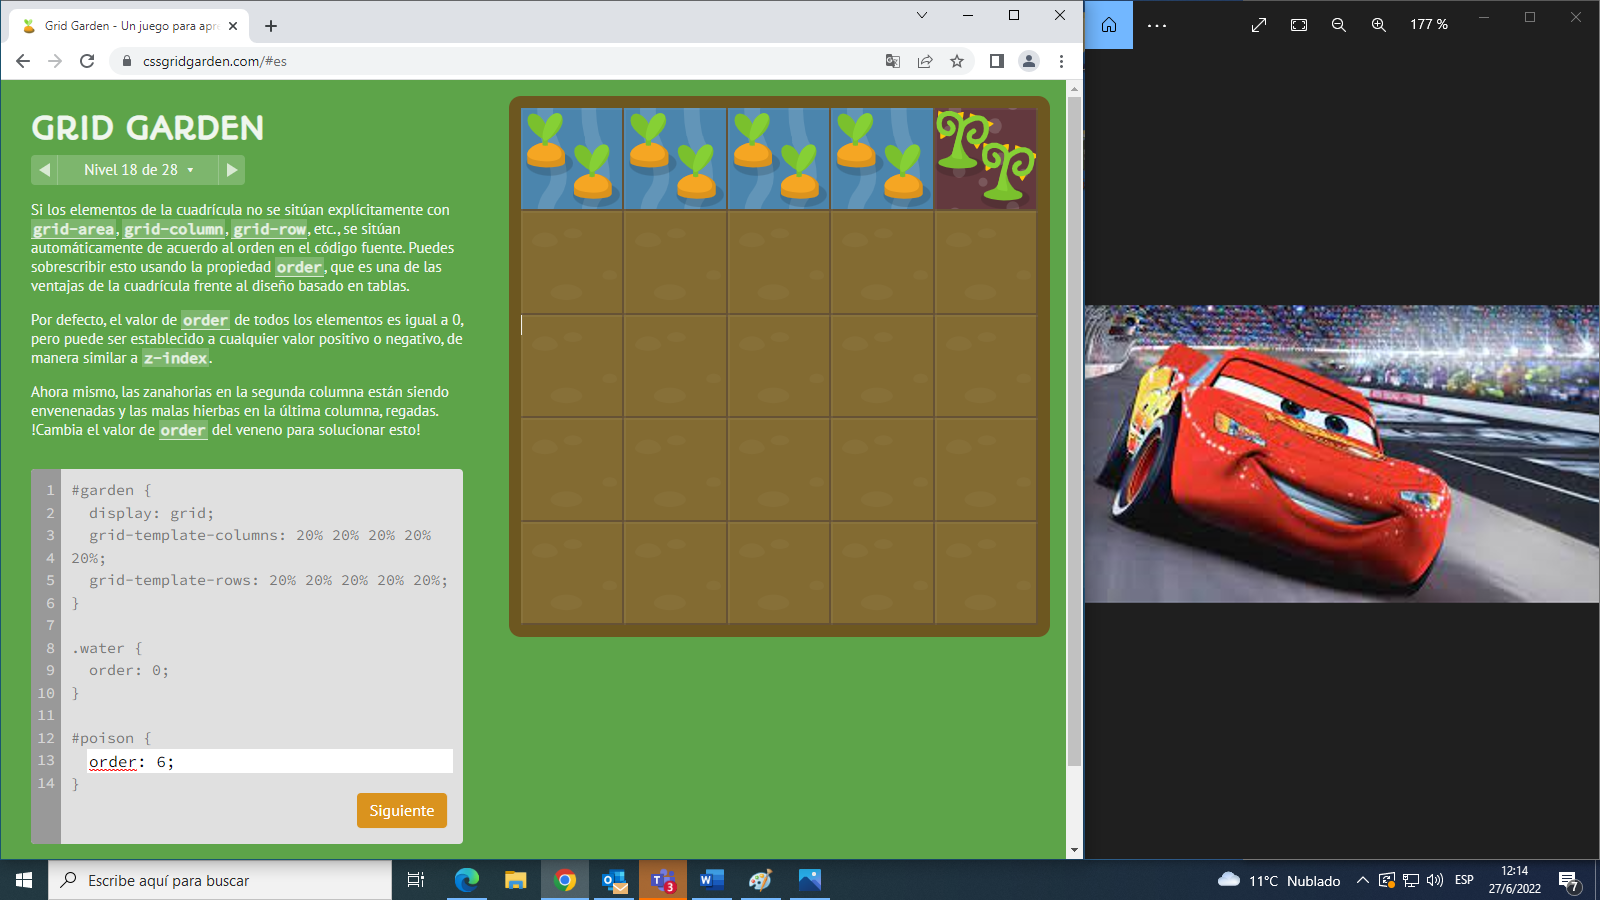 Grid Garden - Un juego para apre
cssgridgarden.com/#es
177 %
GRID GARDEN
Nivel 18 de 28
Si los elementos de la cuadrícula no se sitúan explícitamente con
grid-area, grid-column, grid-row, etc., se sitúan
automáticamente de acuerdo al orden en el código fuente. Puedes
sobrescribir esto usando la propiedad order, que es una de las
ventajas de la cuadrícula frente al diseño basado en tablas.
Por defecto, el valor de order de todos los elementos es igual a 0,
pero puede ser establecido a cualquier valor positivo o negativo, de
manera similar a z-index.
Ahora mismo, las zanahorias en la segunda columna están siendo
envenenadas y las malas hierbas en la última columna, regadas.
!Cambia el valor de order del veneno para solucionar esto!
1 #garden {
2 display: grid;
3 grid-template-columns: 20% 20% 20% 20%
4 20%;
5 grid-template-rows: 20% 20% 20% 20% 20%;
6 }
7
8 .water {
9 order: 0;
10 }
11
12 #poison {
13 order: 6;
14 }
Siguiente
Escribe aquí para buscar
3
11°C Nublado
ESP
12:14
27/6/2022
7